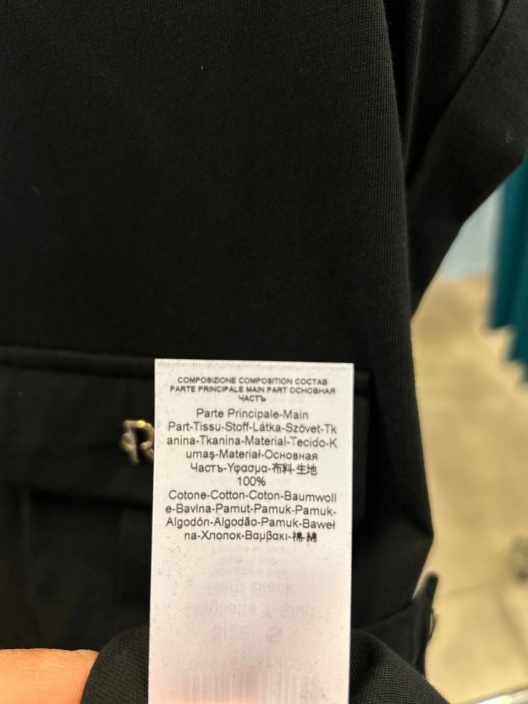 COMPOSIZIONE COMPOSITION СОСТАВ
PARTE PRINCIPALE MAIN PART ОСНОВНАЯ
ЧАСТЬ
Parte Principale-Main
Part-Tissu-Stoff-Látka-Szövet-Tk
anina-Tkanina-Material-Tecido-K
umaş-Materiał-Основная
Часть-Υφασμα-布料-生地
100%
Cotone-Cotton-Coton-Baumwoll
e-Bavlna-Pamut-Pamuk-Pamuk-
Algodón-Algodão-Pamuk-Baweł
na-Хлопок-Βαμβακι-棉-綿